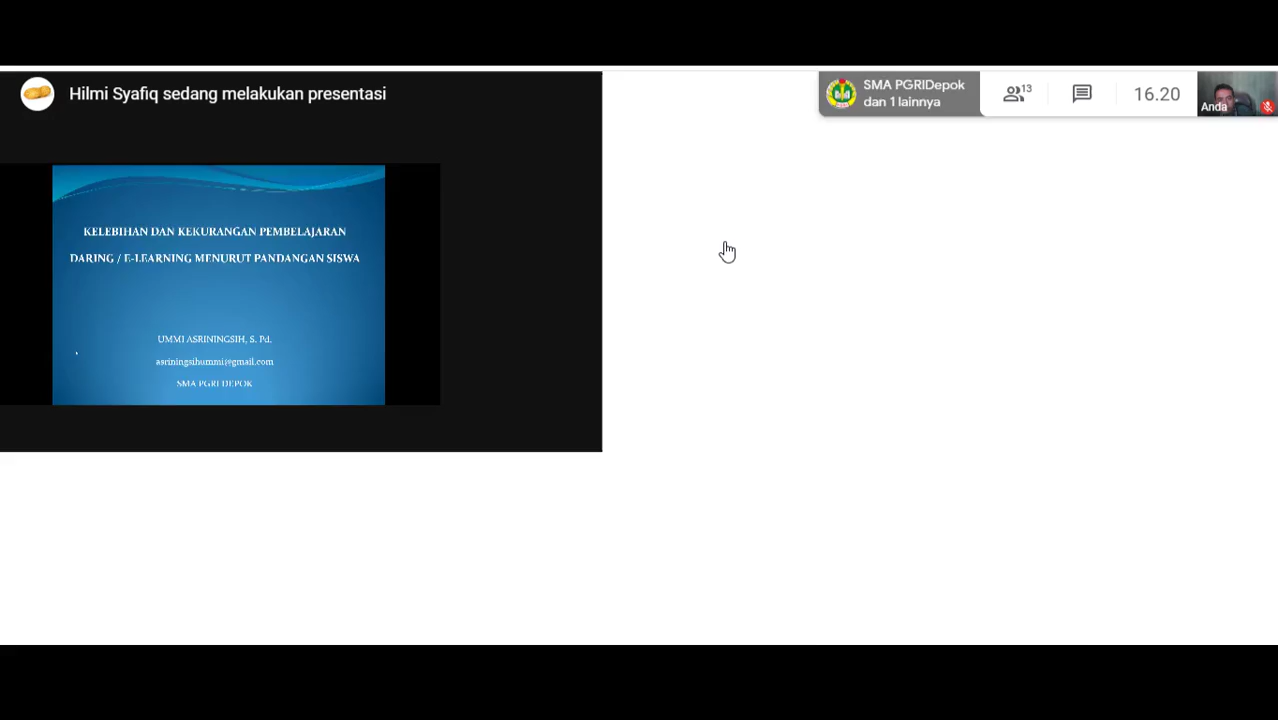 Hilmi Syafiq sedang melakukan presentasi
SMA PGRIDepok
dan 1 lainnya
13
16.20
Anda
KELEBIHAN DAN KEKURANGAN PEMBELAJARAN
DARING / E-LEARNING MENURUT PANDANGAN SISWA
UMMI ASRININGSIH, S. Pd.
asriningsihummi@gmail.com
SMA PGRI DEPOK